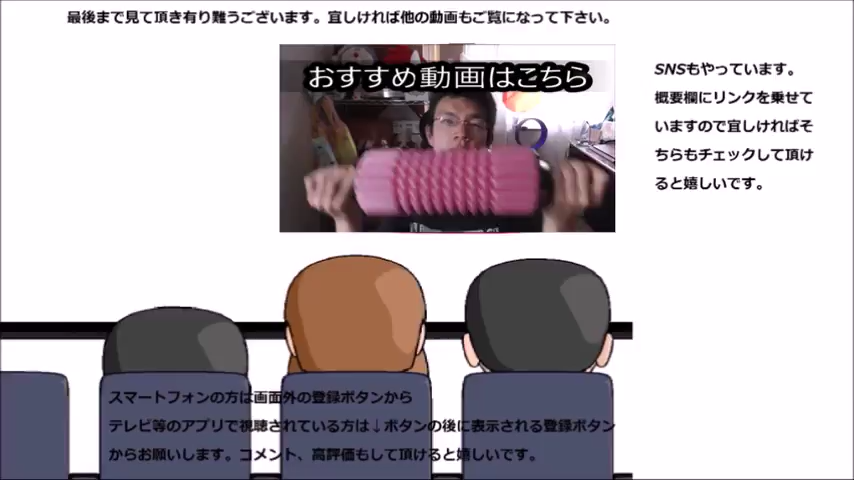 最後まで見て頂き有り難うございます。宜しければ他の動画もご覧になって下さい。
おすすめ動画はこちら
SNSもやっています。
概要欄にリンクを乗せて
いますので宜しければそ
ちらもチェックして頂け
ると嬉しいです。
スマートフォンの方は画面外の登録ボタンから
テレビ等のアプリで視聴されている方は↓ボタンの後に表示される登録ボタン
からお願いします。コメント、高評価もして頂けると嬉しいです。